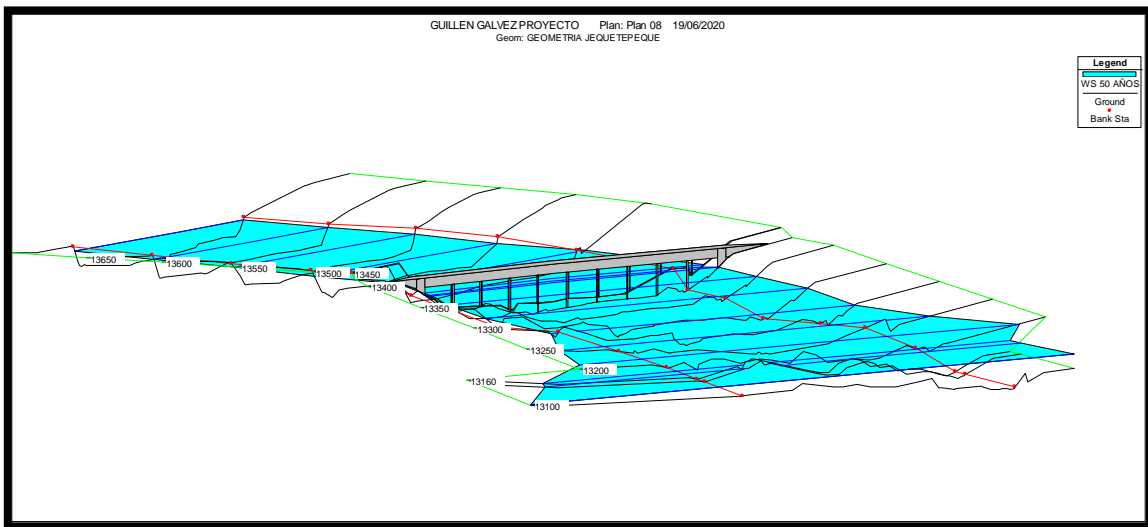 GUILLEN GALVEZ PROYECTO Plan: Plan 08 19/06/2020
Geom: GEOMETRIA JEQUETEPEQUE
Legend
WS 50 AÑOS
Ground
Bank Sta
13650
13600
13550
13500
13450
13400
13350
13300
13250
13200
13160
13100